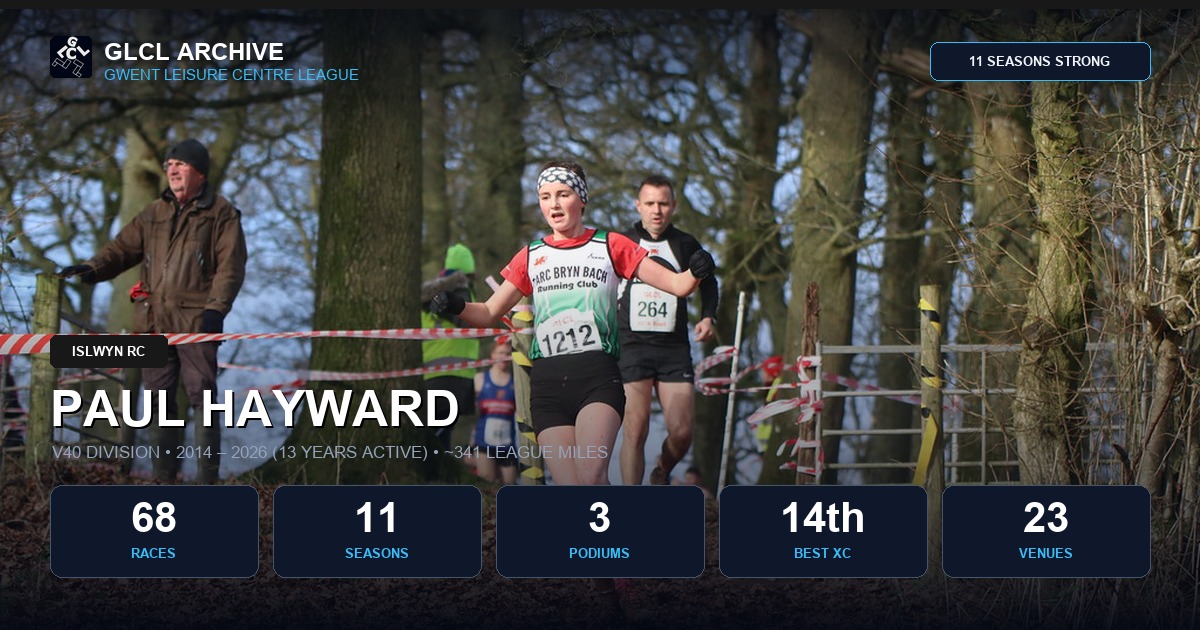 GLCL ARCHIVE
GWENT LEISURE CENTRE LEAGUE
11 SEASONS STRONG
PARC BRYN BACH
Running Club
1212
264
ISLWYN RC
PAUL HAYWARD
V40 DIVISION • 2014 – 2026 (13 YEARS ACTIVE) • ~341 LEAGUE MILES
68
RACES
11
SEASONS
3
PODIUMS
14th
BEST XC
23
VENUES